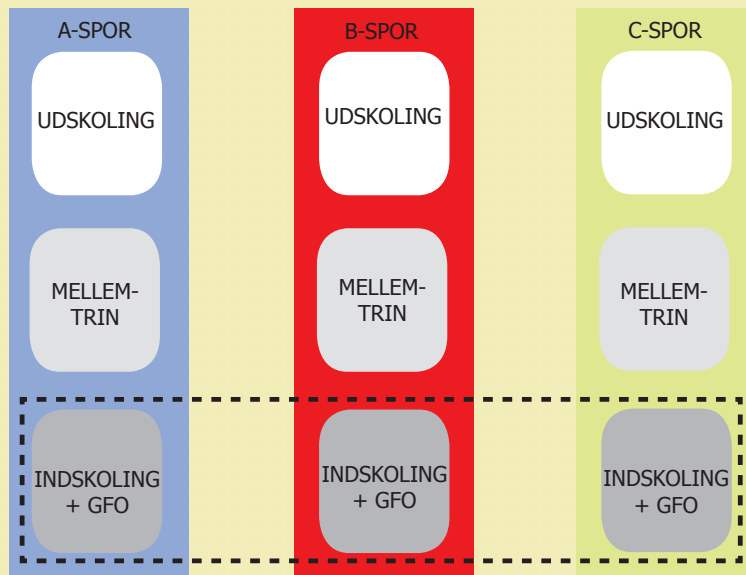 A-SPOR
B-SPOR
C-SPOR
UDSKOLING
UDSKOLING
UDSKOLING
MELLEM-
TRIN
MELLEM-
TRIN
MELLEM-
TRIN
INDSKOLING
+ GFO
INDSKOLING
+ GFO
INDSKOLING
+ GFO